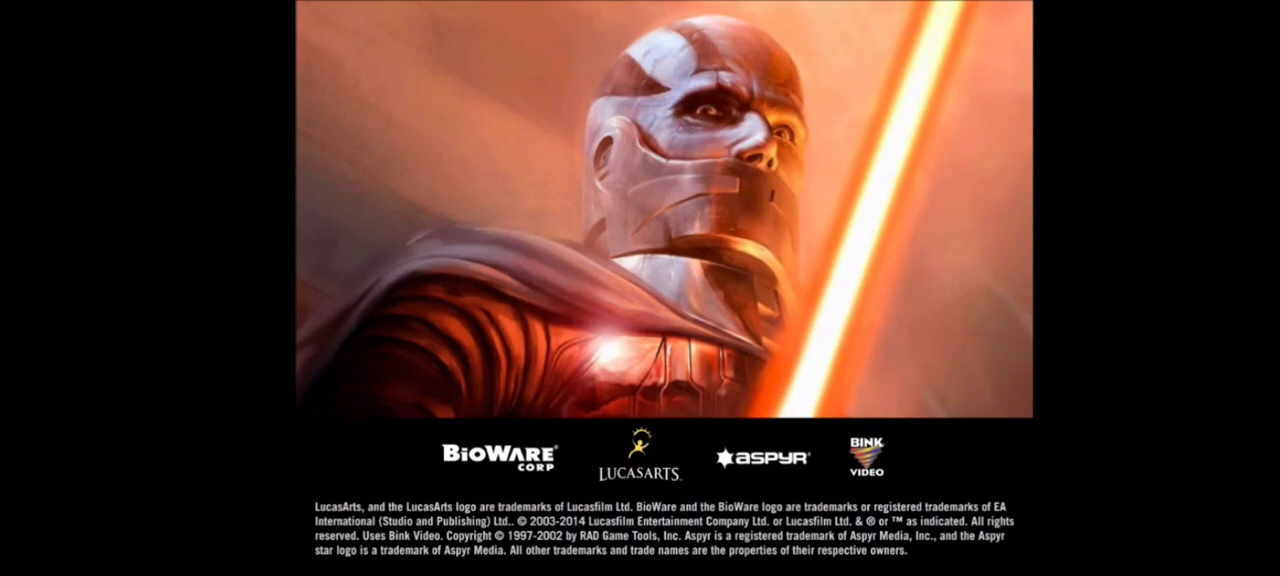 BIOWARE® CORP
LUCASARTS™
ASPYR®
BINK VIDEO
LucasArts, and the LucasArts logo are trademarks of Lucasfilm Ltd. BioWare and the BioWare logo are trademarks or registered trademarks of EA
International (Studio and Publishing) Ltd.. © 2003-2014 Lucasfilm Entertainment Company Ltd. or Lucasfilm Ltd. & ® or ™ as indicated. All rights
reserved. Uses Bink Video. Copyright © 1997-2002 by RAD Game Tools, Inc. Aspyr is a registered trademark of Aspyr Media, Inc., and the Aspyr
star logo is a trademark of Aspyr Media. All other trademarks and trade names are the properties of their respective owners.